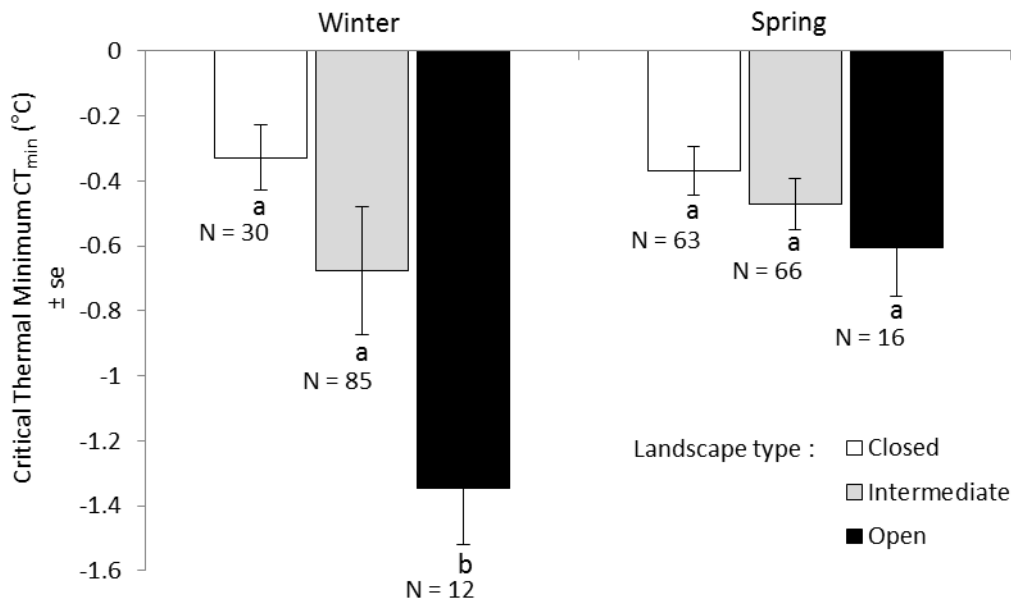 Winter
Spring
Critical Thermal Minimum CTmin (°C)
± se
0
-0.2
-0.4
-0.6
-0.8
-1
-1.2
-1.4
-1.6
a
N = 30
a
N = 85
b
N = 12
a
N = 63
a
N = 66
a
N = 16
Landscape type :
Closed
Intermediate
Open